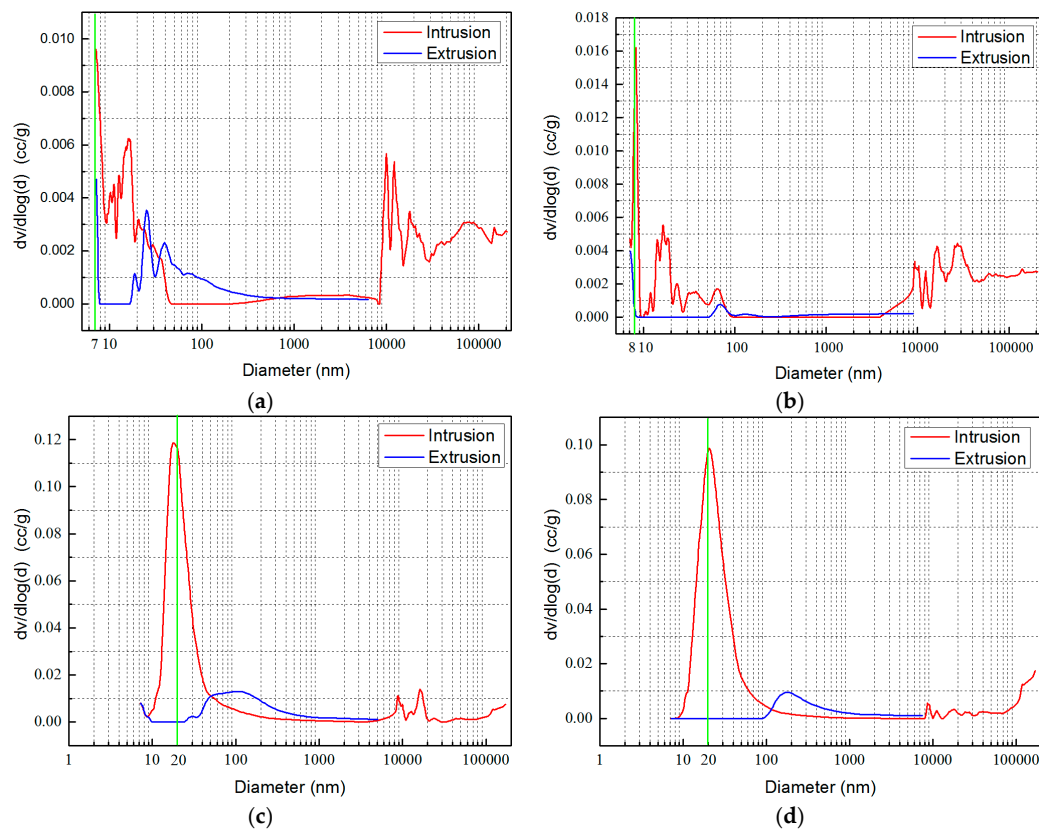 Intrusion
Extrusion
dv/dlog(d) (cc/g)
0.010
0.008
0.006
0.004
0.002
0.000
7 10 100 1000 10000 100000
Diameter (nm)
(a)
Intrusion
Extrusion
dv/dlog(d) (cc/g)
0.018
0.016
0.014
0.012
0.010
0.008
0.006
0.004
0.002
0.000
8 10 100 1000 10000 100000
Diameter (nm)
(b)
Intrusion
Extrusion
dv/dlog(d) (cc/g)
0.12
0.10
0.08
0.06
0.04
0.02
0.00
1 10 20 100 1000 10000 100000
Diameter (nm)
(c)
Intrusion
Extrusion
dv/dlog(d) (cc/g)
0.10
0.08
0.06
0.04
0.02
0.00
1 10 20 100 1000 10000 100000
Diameter (nm)
(d)